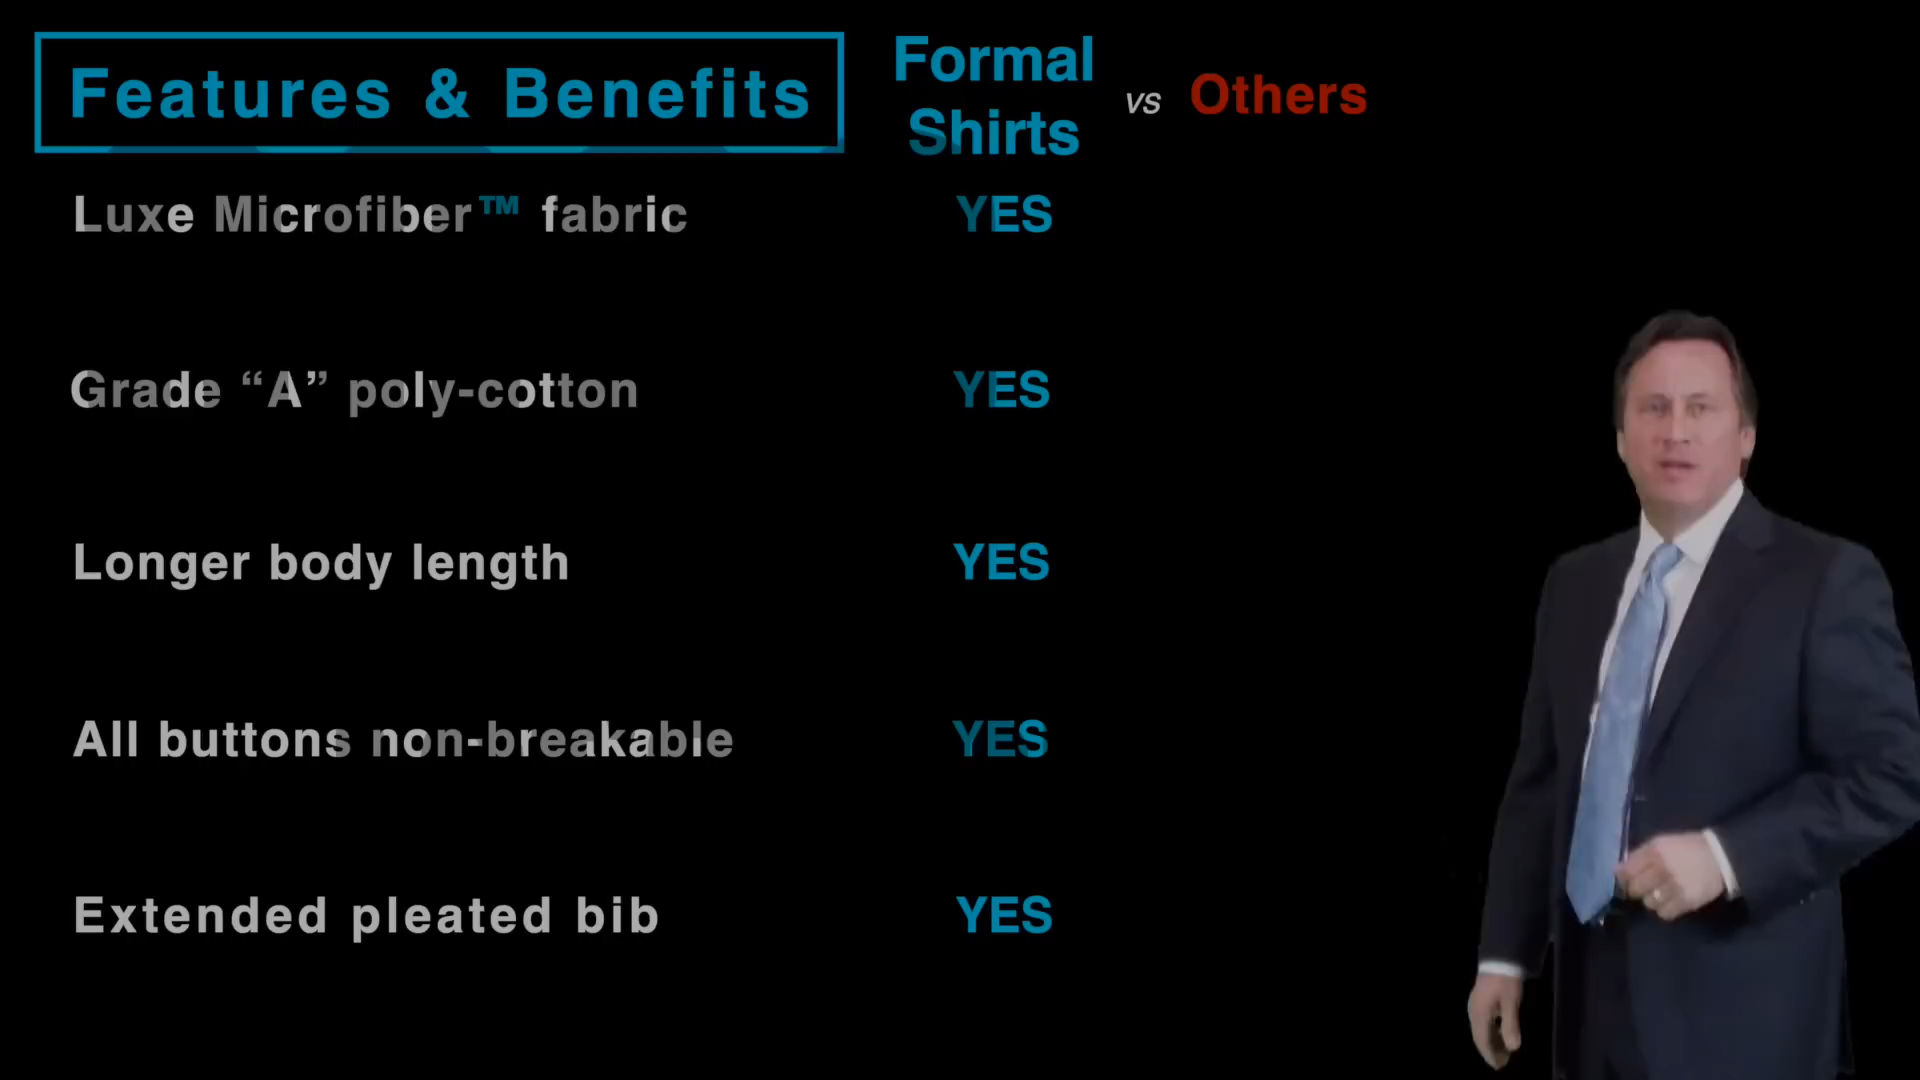 Features & Benefits
Formal
Shirts
vs
Others
Luxe Microfiber™ fabric YES
Grade “A” poly-cotton YES
Longer body length YES
All buttons non-breakable YES
Extended pleated bib YES